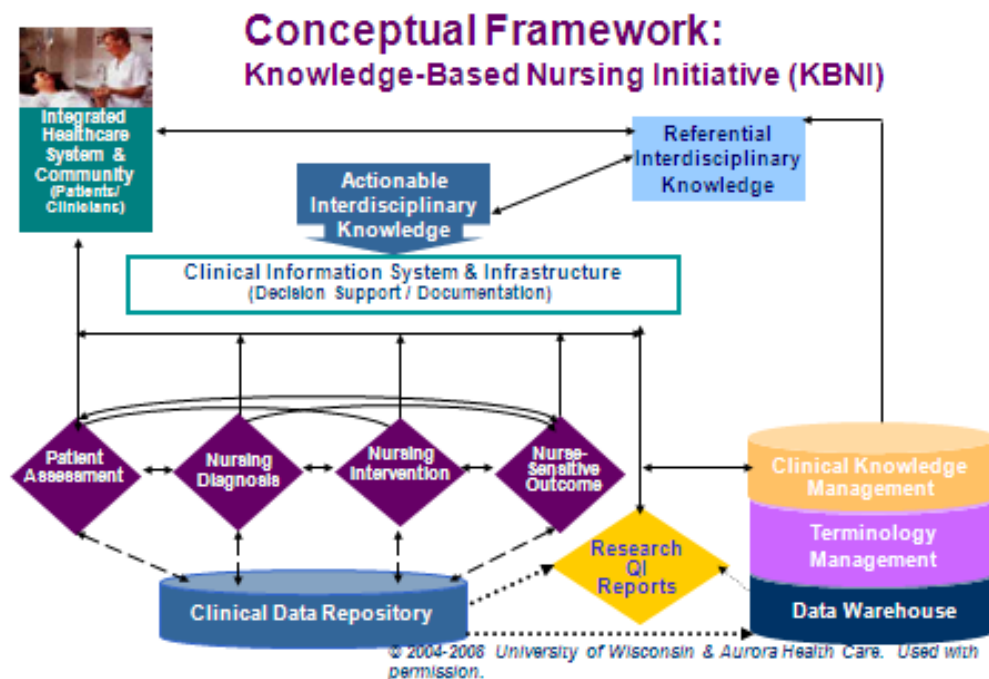 Conceptual Framework:
Knowledge-Based Nursing Initiative (KBNI)
Integrated
Healthcare
System &
Community
(Patients/
Clinicians)
Referential
Interdisciplinary
Knowledge
Actionable
Interdisciplinary
Knowledge
Clinical Information System & Infrastructure
(Decision Support / Documentation)
Patient
Assessment
Nursing
Diagnosis
Nursing
Intervention
Nurse-
Sensitive
Outcome
Clinical Knowledge
Management
Terminology
Management
Data Warehouse
Research
QI
Reports
Clinical Data Repository
© 2004-2008 University of Wisconsin & Aurora Health Care. Used with
permission.